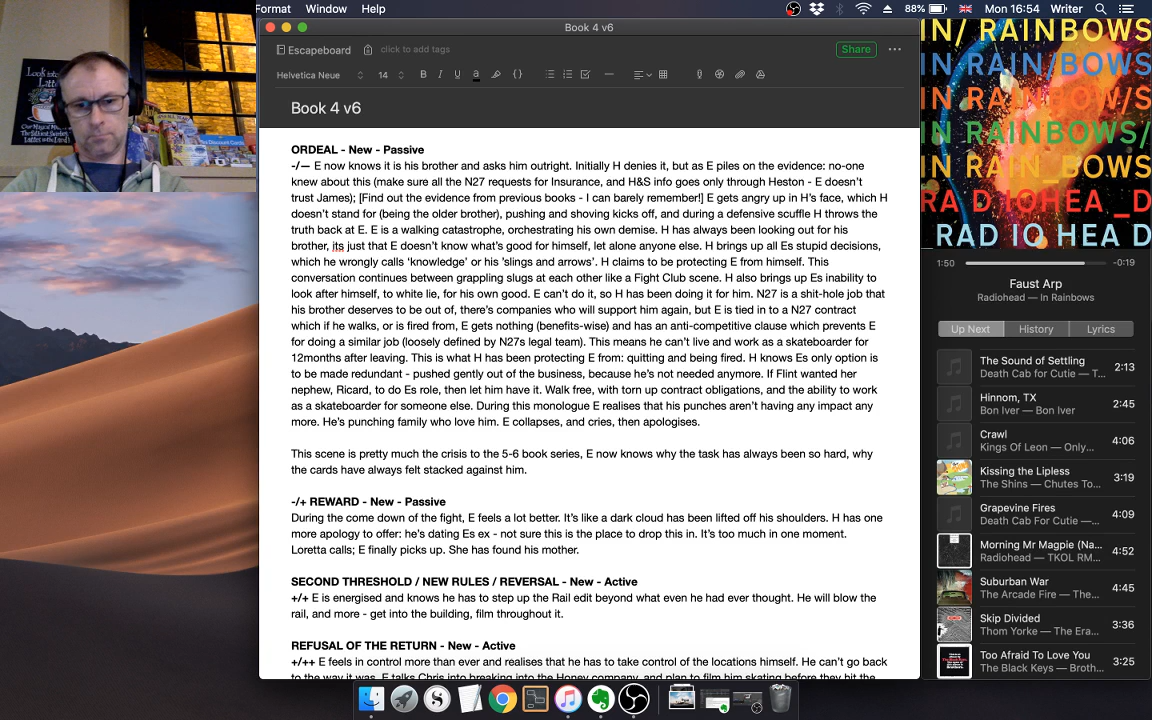 Format Window Help
88% Mon 16:54 Writer
Book 4 v6
Escapeboard click to add tags
Share
Helvetica Neue 14 B I U a
Book 4 v6
ORDEAL - New - Passive
-/— E now knows it is his brother and asks him outright. Initially H denies it, but as E piles on the evidence: no-one
knew about this (make sure all the N27 requests for Insurance, and H&S info goes only through Heston - E doesn't
trust James); [Find out the evidence from previous books - I can barely remember!] E gets angry up in H's face, which H
doesn't stand for (being the older brother), pushing and shoving kicks off, and during a defensive scuffle H throws the
truth back at E. E is a walking catastrophe, orchestrating his own demise. H has always been looking out for his
brother, its just that E doesn't know what's good for himself, let alone anyone else. H brings up all Es stupid decisions,
which he wrongly calls 'knowledge' or his 'slings and arrows'. H claims to be protecting E from himself. This
conversation continues between grappling slugs at each other like a Fight Club scene. H also brings up Es inability to
look after himself, to white lie, for his own good. E can't do it, so H has been doing it for him. N27 is a shit-hole job that
his brother deserves to be out of, there's companies who will support him again, but E is tied in to a N27 contract
which if he walks, or is fired from, E gets nothing (benefits-wise) and has an anti-competitive clause which prevents E
for doing a similar job (loosely defined by N27s legal team). This means he can't live and work as a skateboarder for
12months after leaving. This is what H has been protecting E from: quitting and being fired. H knows Es only option is
to be made redundant - pushed gently out of the business, because he's not needed anymore. If Flint wanted her
nephew, Ricard, to do Es role, then let him have it. Walk free, with torn up contract obligations, and the ability to work
as a skateboarder for someone else. During this monologue E realises that his punches aren't having any impact any
more. He's punching family who love him. E collapses, and cries, then apologises.
This scene is pretty much the crisis to the 5-6 book series, E now knows why the task has always been so hard, why
the cards have always felt stacked against him.
-/+ REWARD - New - Passive
During the come down of the fight, E feels a lot better. It's like a dark cloud has been lifted off his shoulders. H has one
more apology to offer: he's dating Es ex - not sure this is the place to drop this in. It's too much in one moment.
Loretta calls; E finally picks up. She has found his mother.
SECOND THRESHOLD / NEW RULES / REVERSAL - New - Active
+/+ E is energised and knows he has to step up the Rail edit beyond what even he had ever thought. He will blow the
rail, and more - get into the building, film throughout it.
REFUSAL OF THE RETURN - New - Active
+/++ E feels in control more than ever and realises that he has to take control of the locations himself. He can't go back
to the way it was. E talks Chris into breaking into the Honey company, and plan to film him skating before they hit the
IN/ RAINBOWS
IN RAIN/BOWS
IN RAINBOW/S
IN RAINBOWS/
IN RAIN_BOWS
RA D IOHEA _D
_RAD IO HEA D
1:50 -0:19
Faust Arp
Radiohead — In Rainbows
Up Next History Lyrics
The Sound of Settling
Death Cab for Cutie — T... 2:13
Hinnom, TX
Bon Iver — Bon Iver 2:45
Crawl
Kings Of Leon — Only... 4:06
Kissing the Lipless
The Shins — Chutes To... 3:19
Grapevine Fires
Death Cab For Cutie —... 4:09
Morning Mr Magpie (Na...
Radiohead — TKOL RM... 4:52
Suburban War
The Arcade Fire — The... 4:45
Skip Divided
Thom Yorke — The Era... 3:36
Too Afraid To Love You
The Black Keys — Broth... 3:25